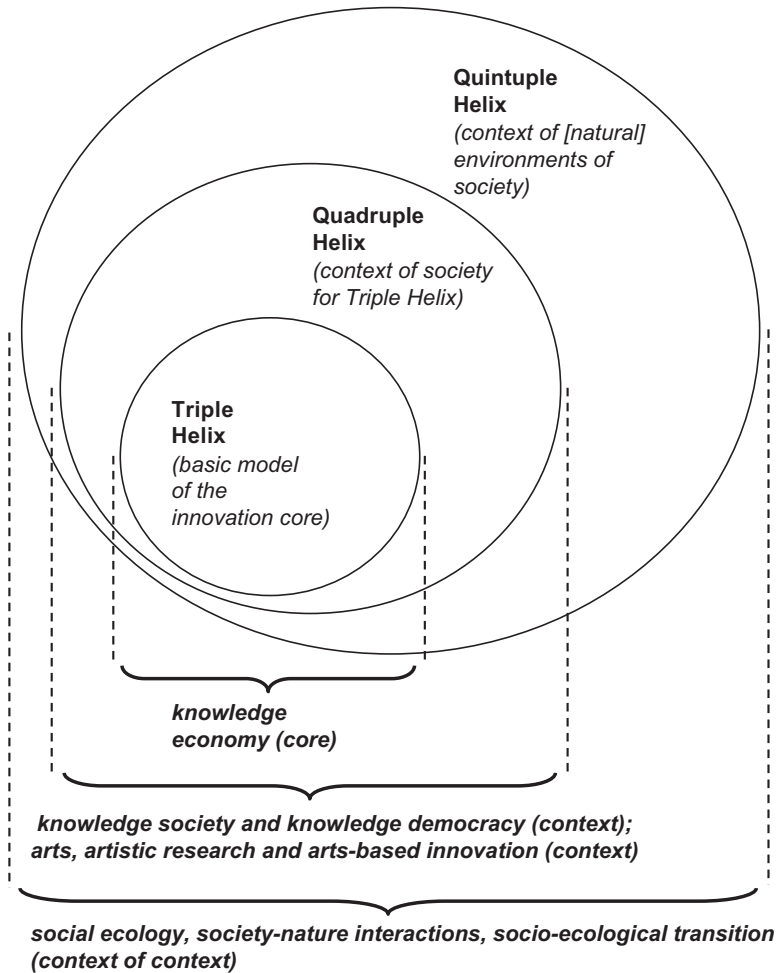 Quintuple
Helix
(context of [natural]
environments of
society)
Quadruple
Helix
(context of society
for Triple Helix)
Triple
Helix
(basic model
of the
innovation core)
knowledge
economy (core)
knowledge society and knowledge democracy (context);
arts, artistic research and arts-based innovation (context)
social ecology, society-nature interactions, socio-ecological transition
(context of context)